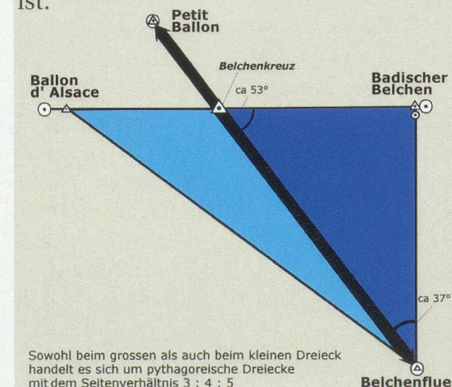 ist.
Petit
Ballon
Belchenkreuz
Ballon
d' Alsace
ca 53°
Badischer
Belchen
ca 37°
Sowohl beim grossen als auch beim kleinen Dreieck
handelt es sich um pythagoreische Dreiecke
mit dem Seitenverhältnis 3 : 4 : 5
Belchenflue